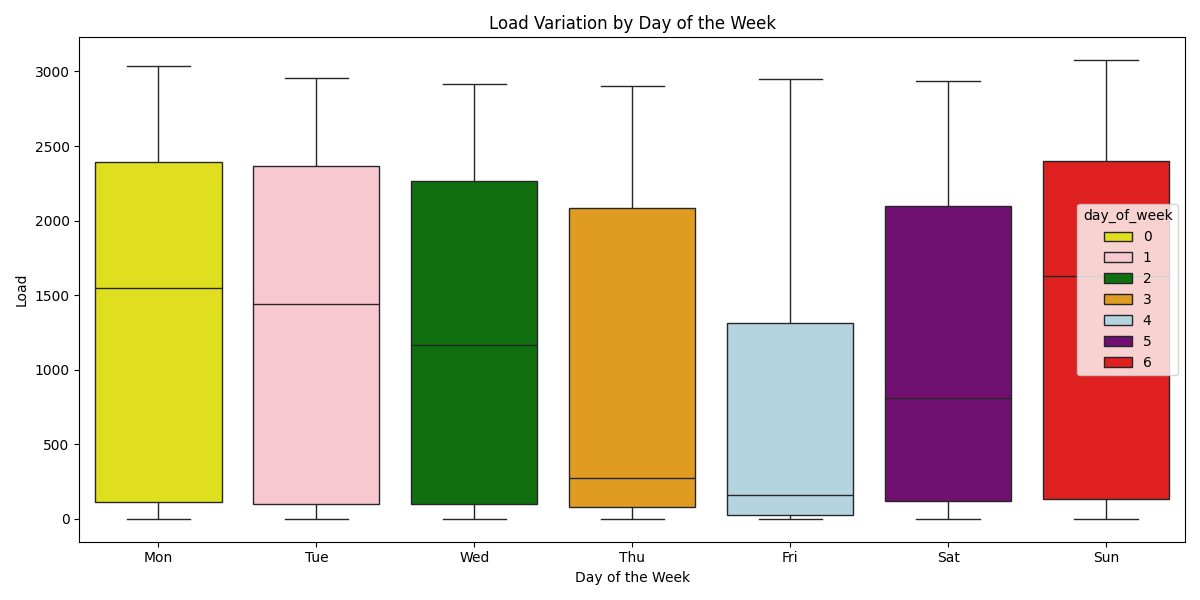 Load Variation by Day of the Week
3000
2500
2000
1500
1000
500
0
Load
Mon Tue Wed Thu Fri Sat Sun
Day of the Week
day_of_week
0
1
2
3
4
5
6